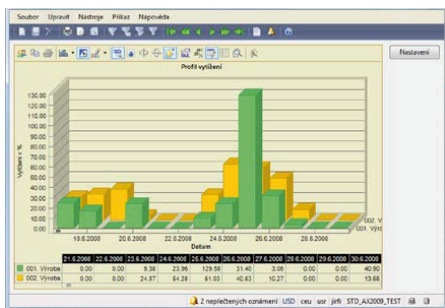 Soubor Upravit Nástroje Příkaz Nápověda
Nastavení
Profil vytížení
130.00
120.00
110.00
100.00
90.00
80.00
70.00
60.00
50.00
40.00
30.00
20.00
10.00
0.00
Vytížení v %
002. V
001. Výro
18.6.2008 20.6.2008 22.6.2008 24.6.2008 26.6.2008 28.6.2008
Datum
21.6.2008 22.6.2008 23.6.2008 24.6.2008 25.6.2008 26.6.2008 27.6.2008 28.6.2008 29.6.2008 30.6.2008
001. Výroba 0.00 0.00 9.38 23.96 128.58 31.40 3.06 0.00 0.00 40.90
002. Výroba 0.00 0.00 24.87 54.28 61.03 40.63 10.27 0.00 0.00 13.66
2 nepřečtených oznámení USD ceu usr jirfi STD_AX2009_TEST